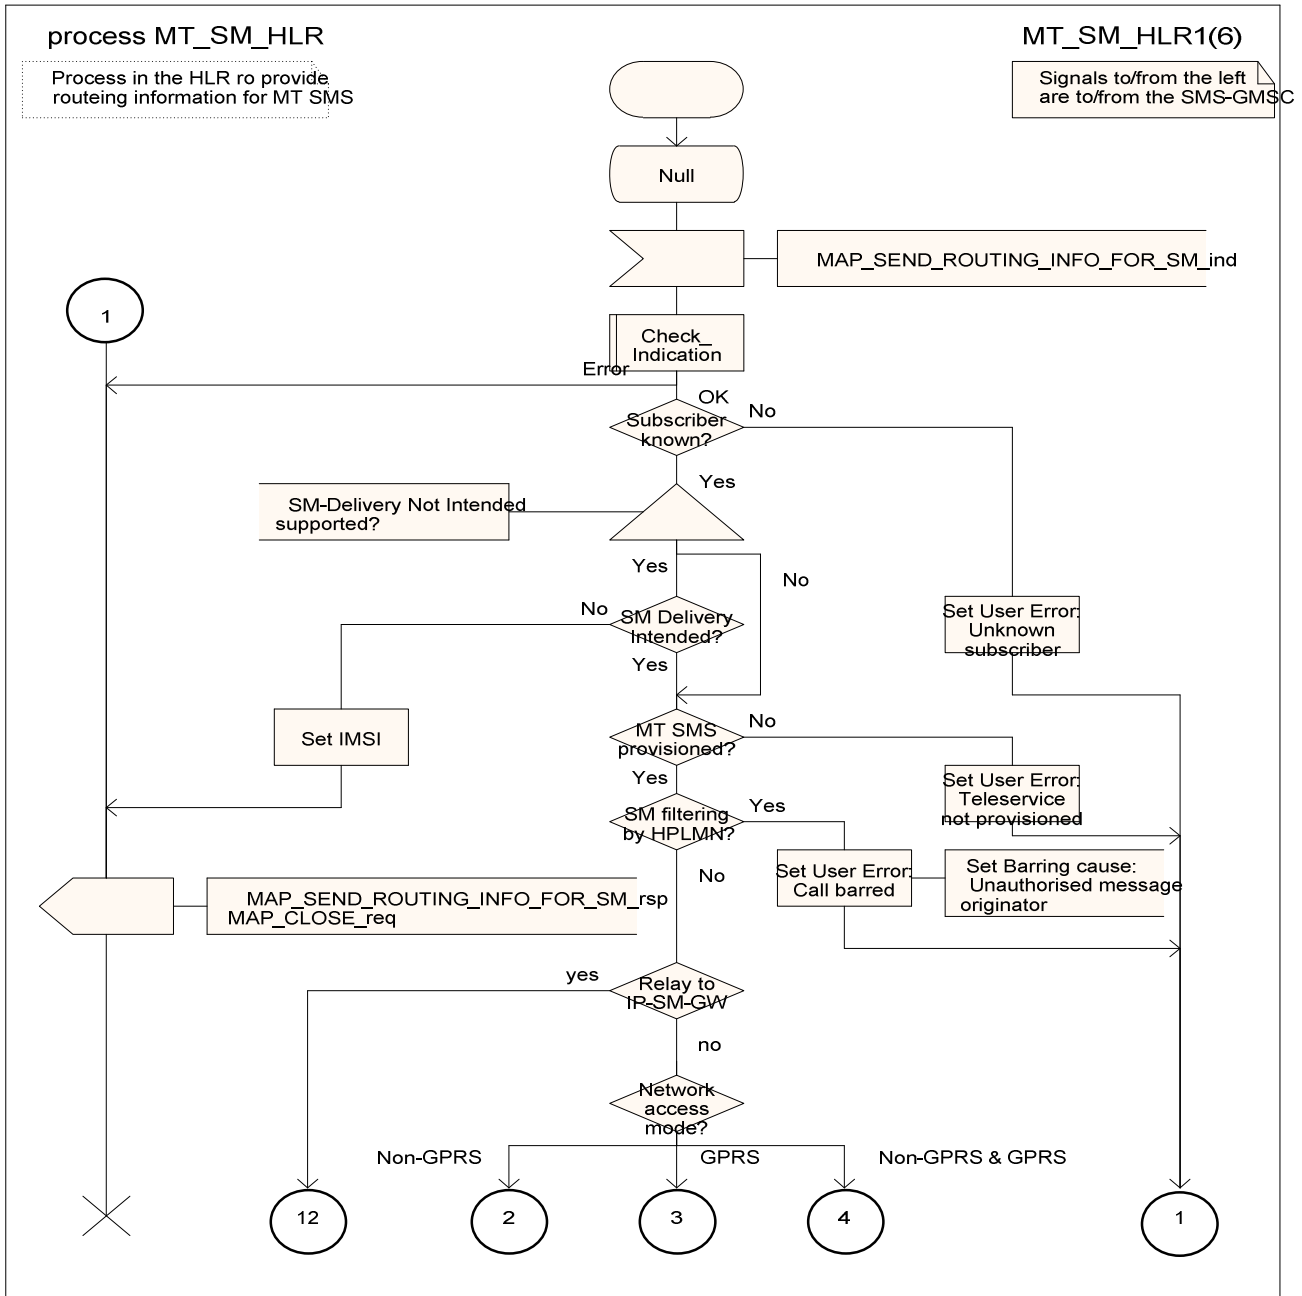 process MT_SM_HLR
MT_SM_HLR1(6)
Process in the HLR ro provide
routeing information for MT SMS
Signals to/from the left
are to/from the SMS-GMSC
Null
MAP_SEND_ROUTING_INFO_FOR_SM_ind
1
Check_
Indication
Error
OK
Subscriber
known?
No
Yes
SM-Delivery Not Intended
supported?
Yes
No
No
SM Delivery
Intended?
Set User Error:
Unknown
subscriber
Yes
Set IMSI
MT SMS
provisioned?
No
Yes
Set User Error:
Teleservice
not provisioned
SM filtering
by HPLMN?
Yes
No
Set User Error:
Call barred
Set Barring cause:
Unauthorised message
originator
MAP_SEND_ROUTING_INFO_FOR_SM_rsp
MAP_CLOSE_req
yes
Relay to
IP-SM-GW
no
Network
access
mode?
Non-GPRS
GPRS
Non-GPRS & GPRS
12
2
3
4
1